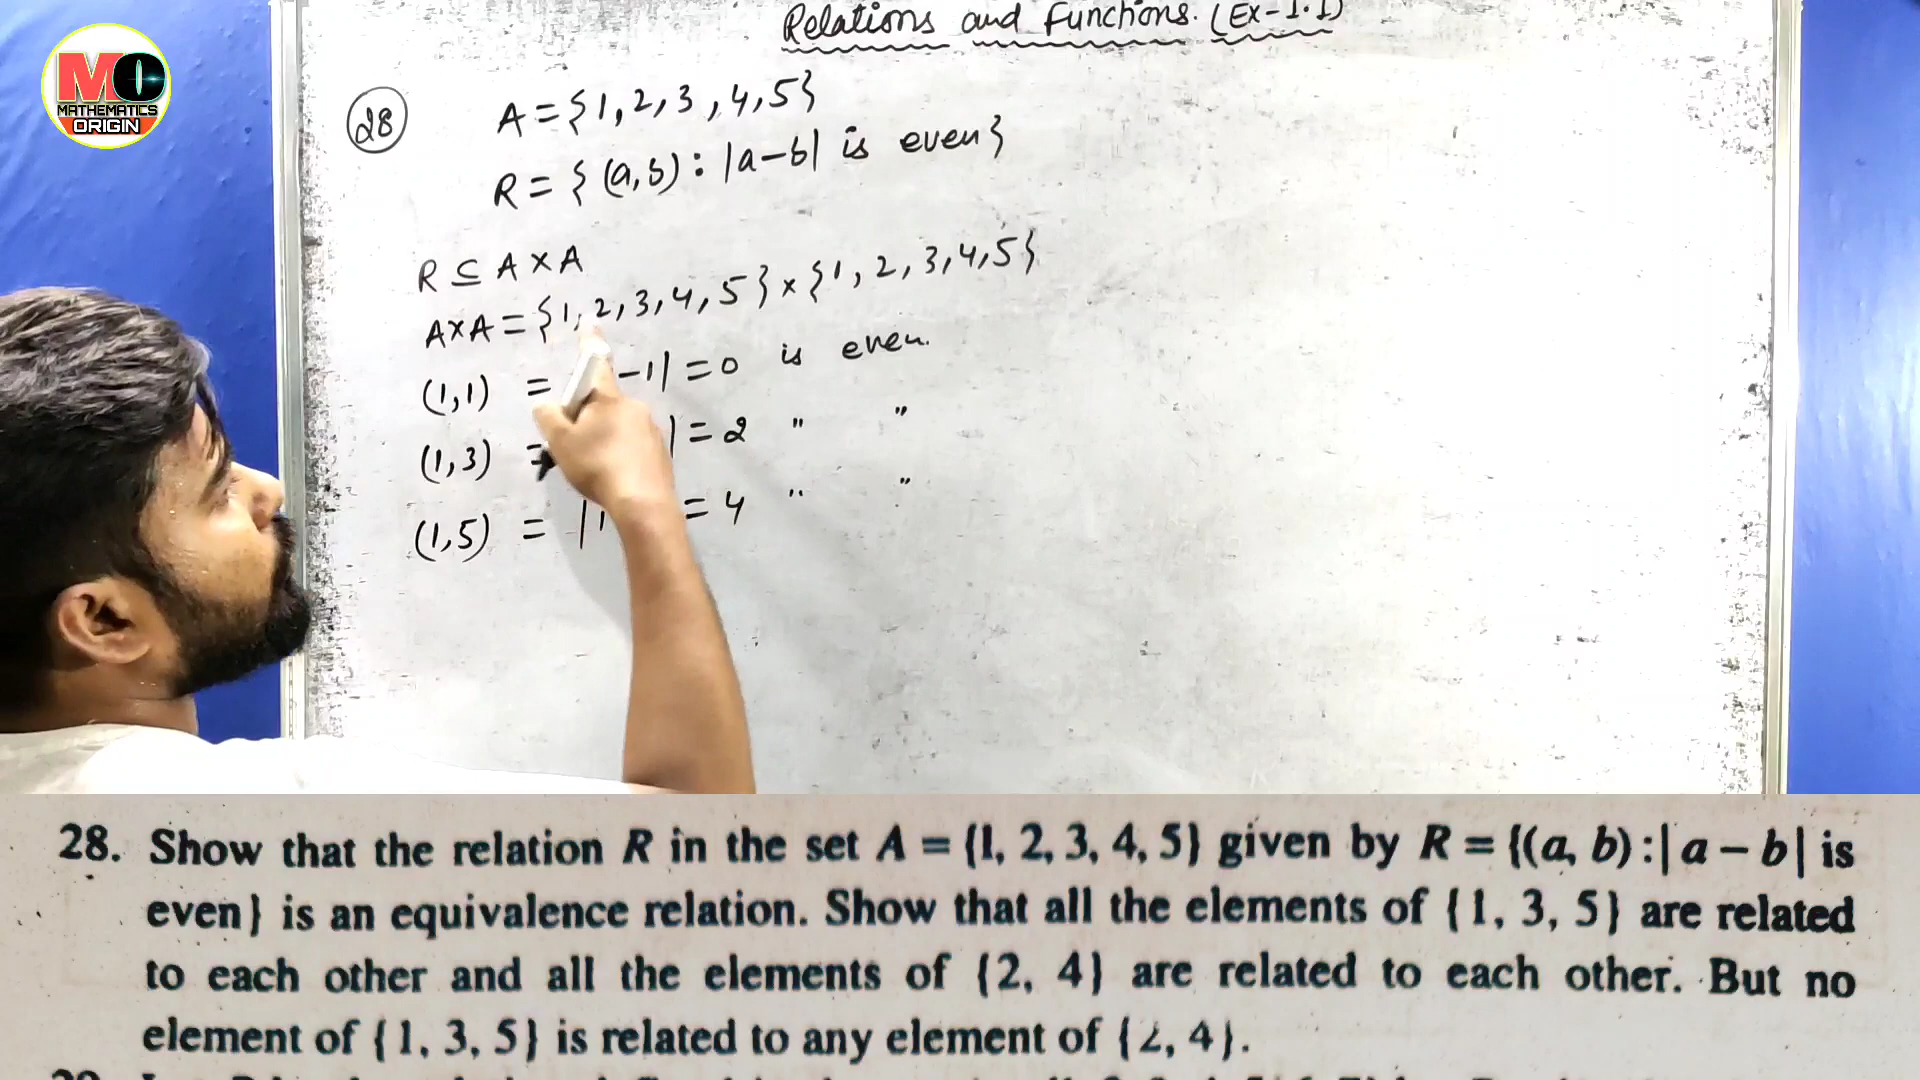 MO
MATHEMATICS
ORIGIN
Relations and Functions. (Ex-1.1)
28
A = {1, 2, 3, 4, 5}
R = {(a, b) : |a-b| is even}
R ⊆ A × A
A×A = {1, 2, 3, 4, 5} × {1, 2, 3, 4, 5}
(1,1) = -1| = 0 is even.
(1,3) = | = 2 " "
(1,5) = |1 = 4 " "
28. Show that the relation R in the set A = {1, 2, 3, 4, 5} given by R = {(a, b) :| a – b| is
even} is an equivalence relation. Show that all the elements of {1, 3, 5} are related
to each other and all the elements of {2, 4} are related to each other. But no
element of {1, 3, 5} is related to any element of {2, 4}.